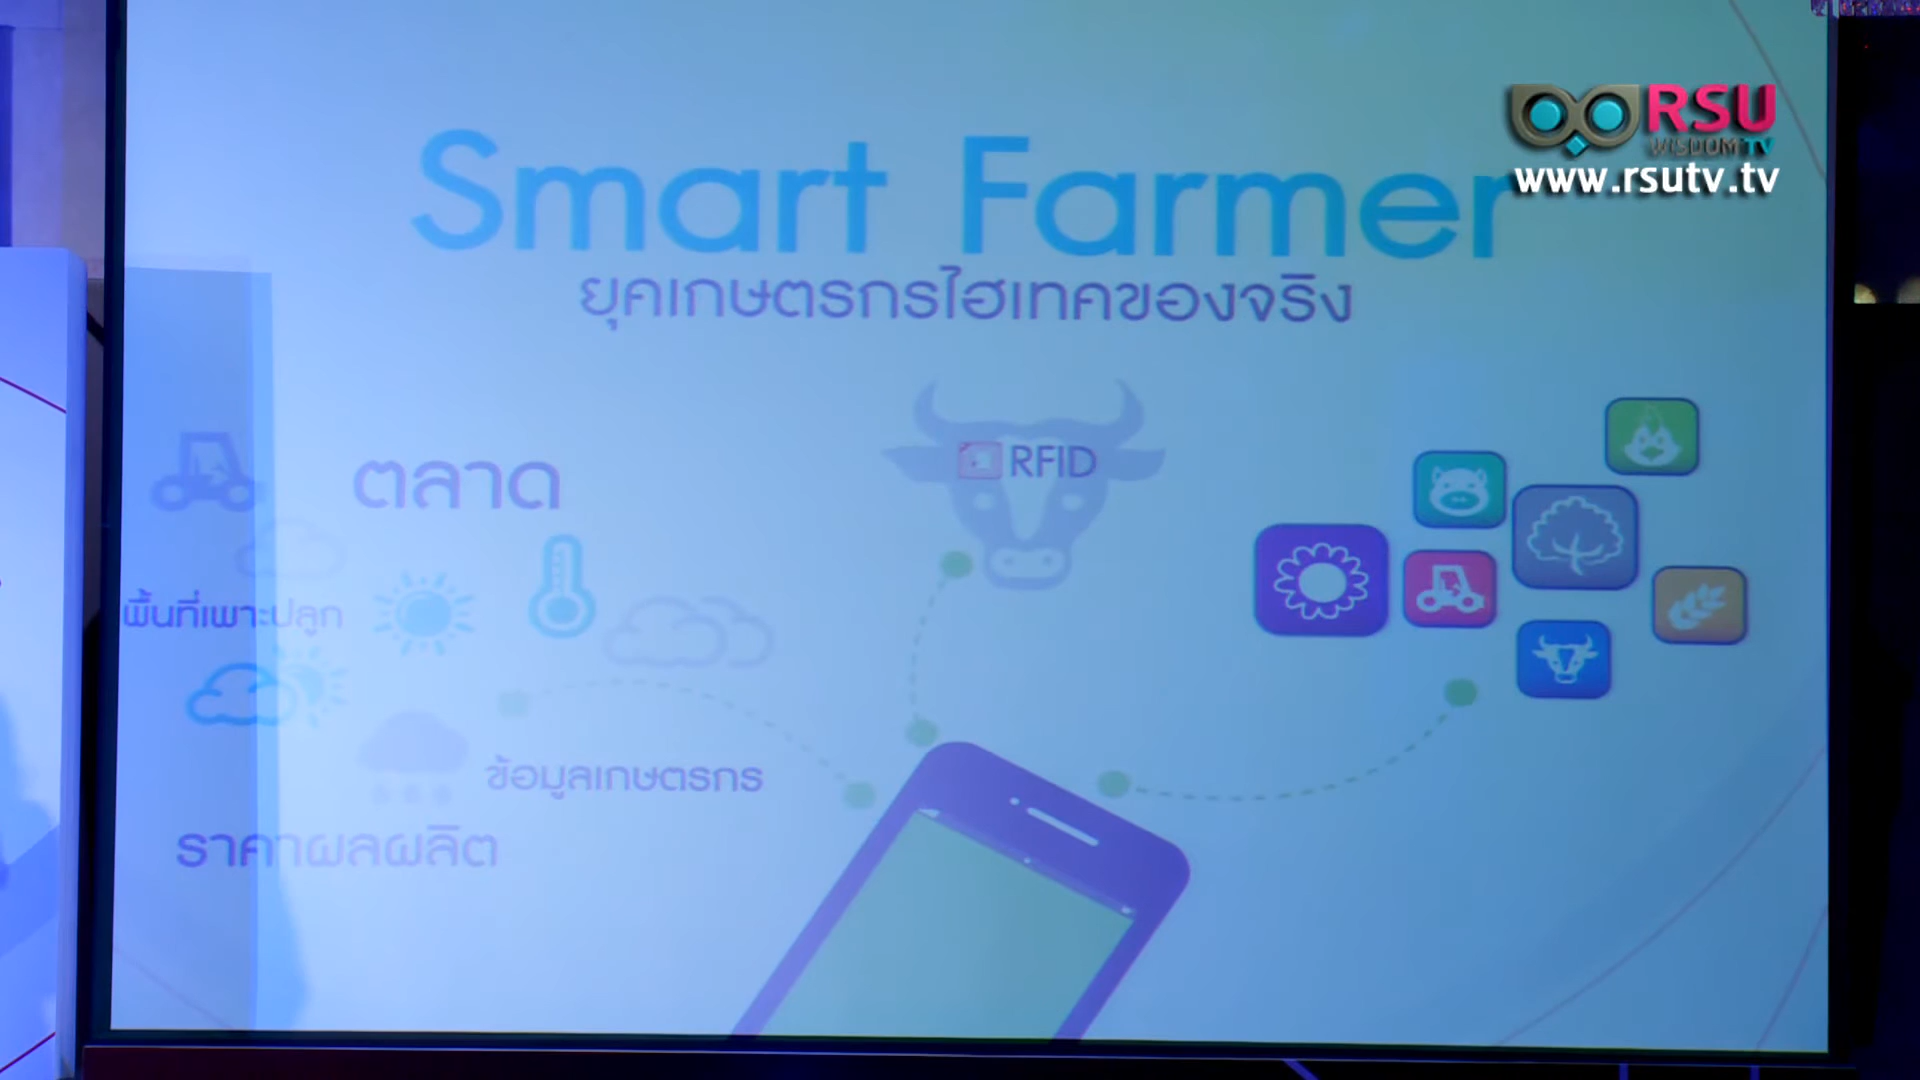 RSU
WISDOM TV
www.rsutv.tv
Smart Farmer
ยุคเกษตรกรไฮเทคของจริง
RFID
ตลาด
พื้นที่เพาะปลูก
ข้อมูลเกษตรกร
ราคาผลผลิต